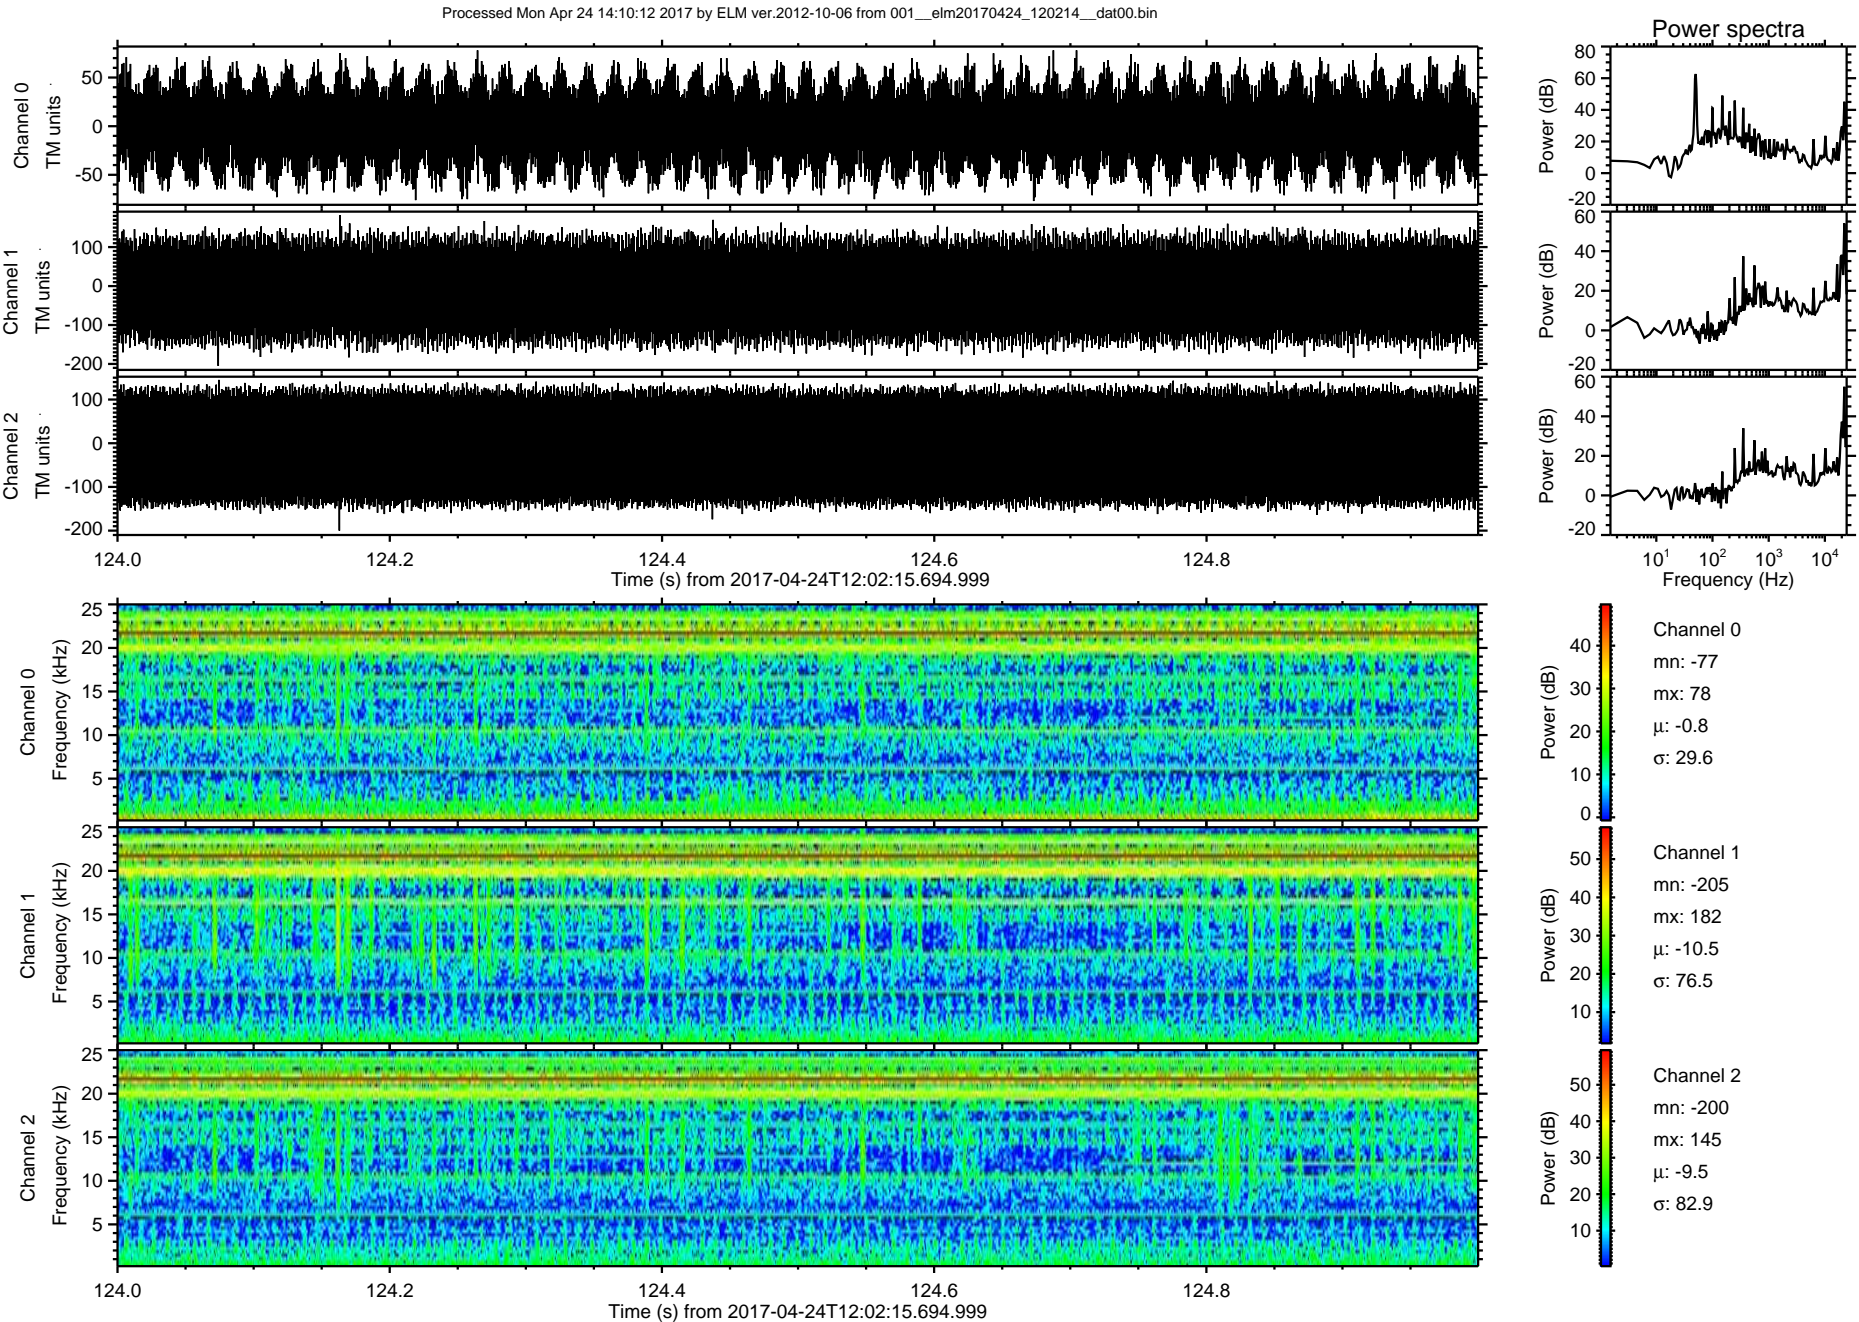 Processed Mon Apr 24 14:10:12 2017 by ELM ver.2012-10-06 from 001__elm20170424_120214__dat00.bin
Power spectra
Channel 0
TM units
50
0
-50
Power (dB)
80
60
40
20
0
-20
Channel 1
TM units
100
0
-100
-200
Power (dB)
60
40
20
0
-20
Channel 2
TM units
100
0
-100
-200
Power (dB)
60
40
20
0
-20
124.0 124.2 124.4 124.6 124.8
Time (s) from 2017-04-24T12:02:15.694.999
10^1 10^2 10^3 10^4
Frequency (Hz)
Channel 0
Frequency (kHz)
25
20
15
10
5
Power (dB)
40
30
20
10
0
Channel 0
mn: -77
mx: 78
µ: -0.8
σ: 29.6
Channel 1
Frequency (kHz)
25
20
15
10
5
Power (dB)
50
40
30
20
10
Channel 1
mn: -205
mx: 182
µ: -10.5
σ: 76.5
Channel 2
Frequency (kHz)
25
20
15
10
5
Power (dB)
50
40
30
20
10
Channel 2
mn: -200
mx: 145
µ: -9.5
σ: 82.9
124.0 124.2 124.4 124.6 124.8
Time (s) from 2017-04-24T12:02:15.694.999